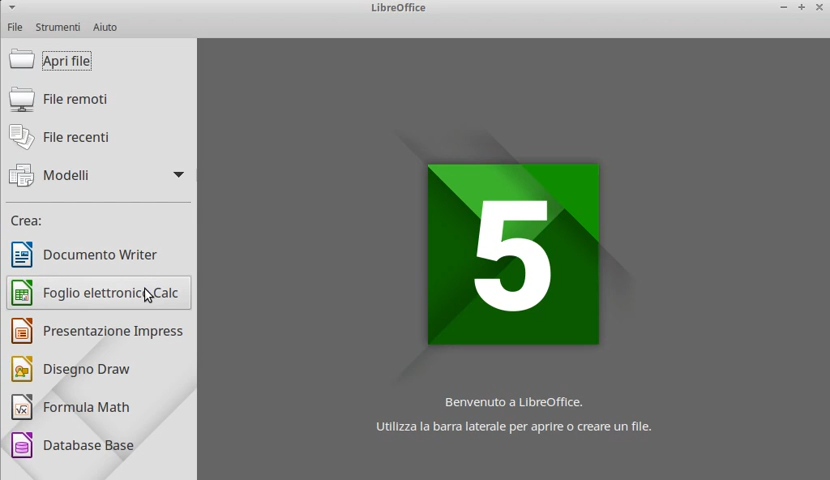 LibreOffice
File Strumenti Aiuto
Apri file
File remoti
File recenti
Modelli
Crea:
Documento Writer
Foglio elettronico Calc
Presentazione Impress
Disegno Draw
Formula Math
Database Base
5
Benvenuto a LibreOffice.
Utilizza la barra laterale per aprire o creare un file.